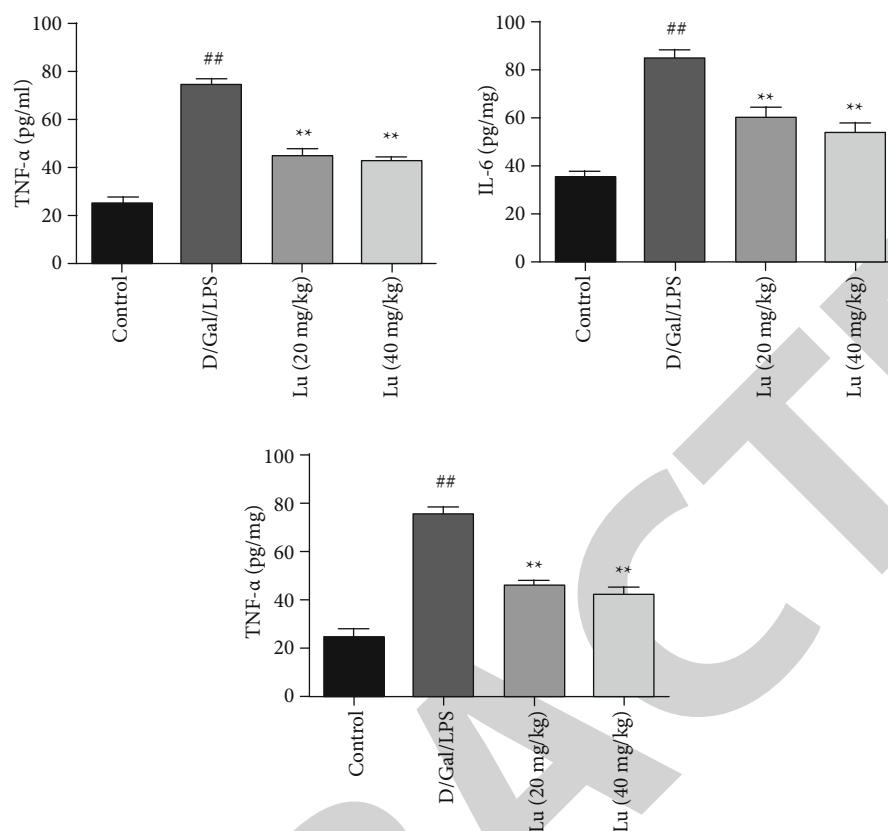 100
80
60
40
20
0
TNF-α (pg/ml)
##
**
**
Control
D/Gal/LPS
Lu (20 mg/kg)
Lu (40 mg/kg)
100
80
60
40
20
0
IL-6 (pg/mg)
##
**
**
Control
D/Gal/LPS
Lu (20 mg/kg)
Lu (40 mg/kg)
100
80
60
40
20
0
TNF-α (pg/mg)
##
**
**
Control
D/Gal/LPS
Lu (20 mg/kg)
Lu (40 mg/kg)
ACT